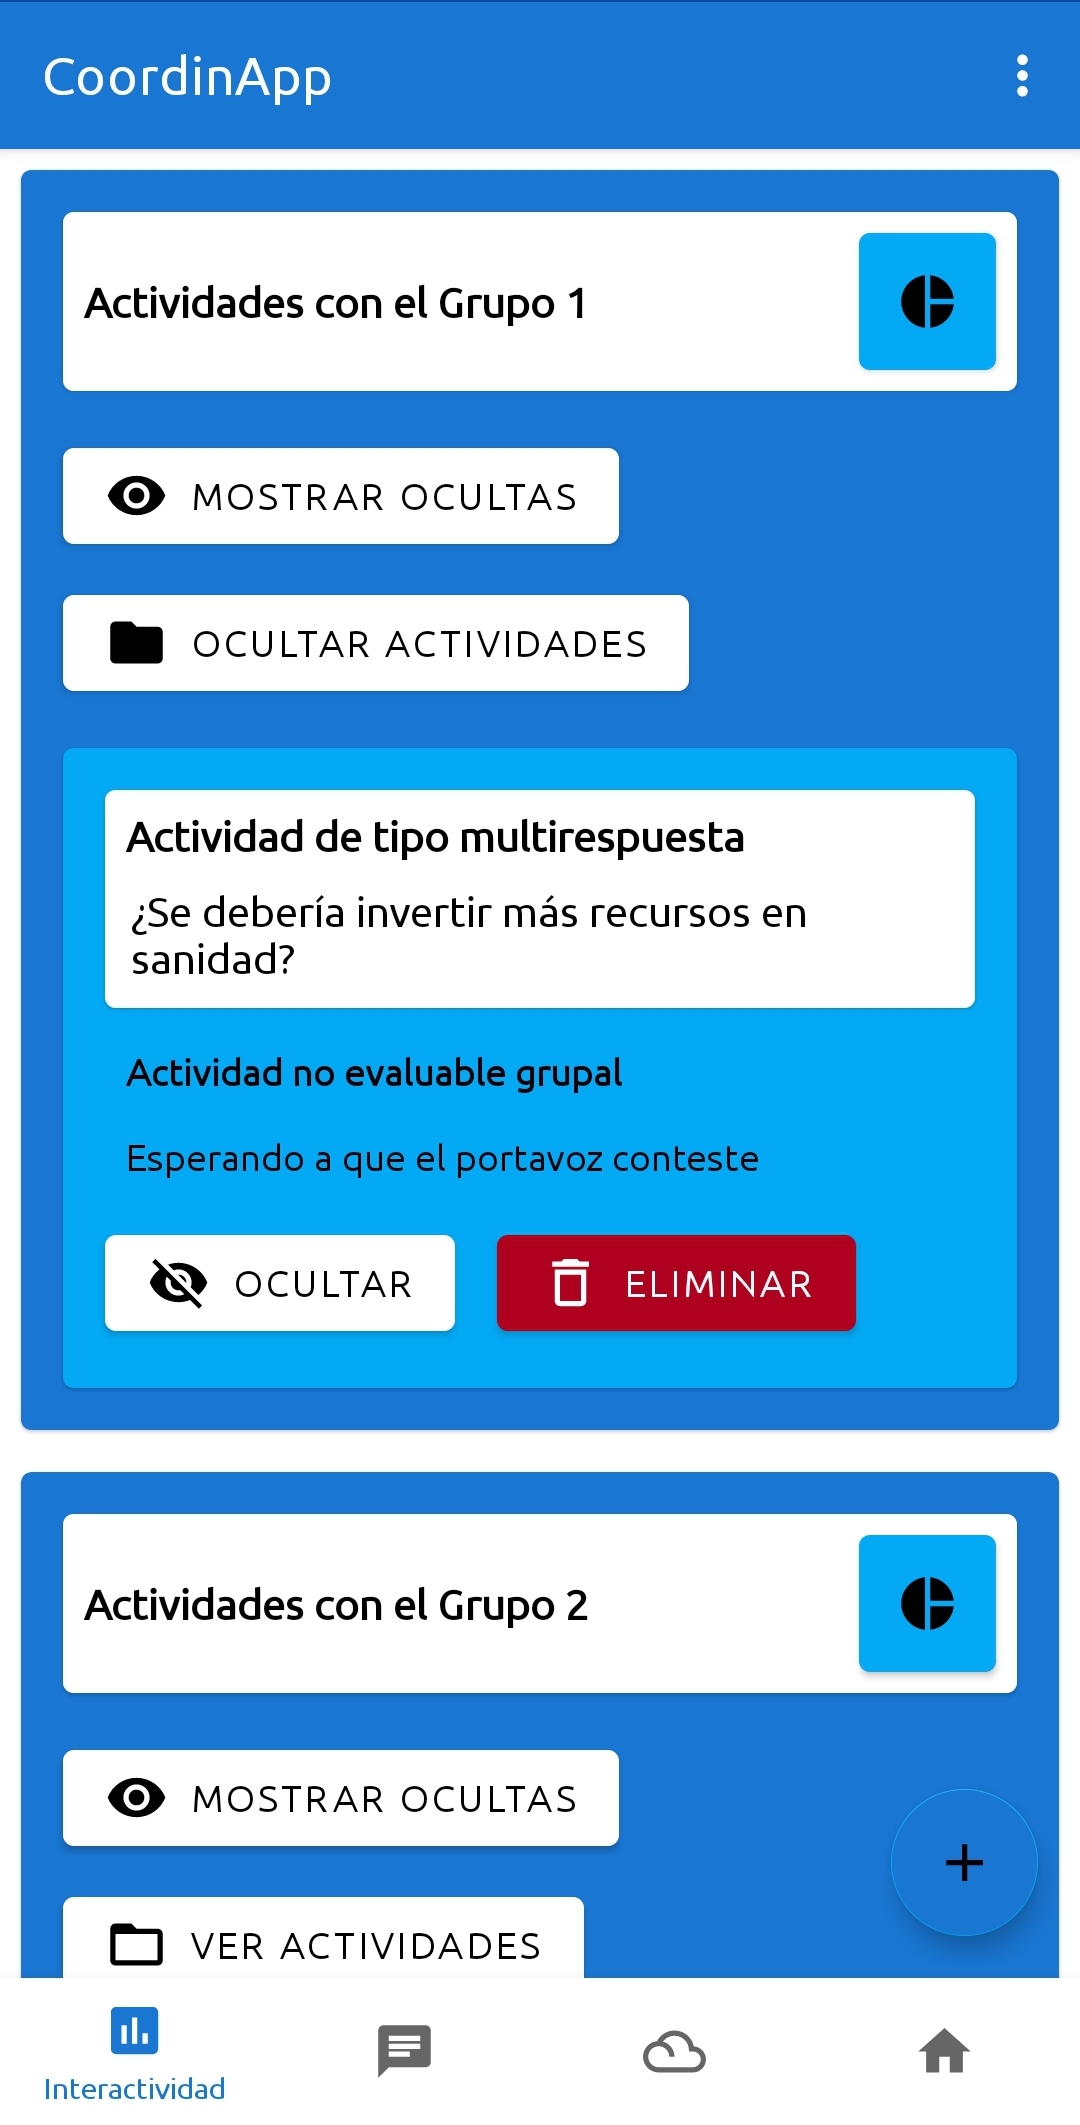 CoordinApp
Actividades con el Grupo 1
MOSTRAR OCULTAS
OCULTAR ACTIVIDADES
Actividad de tipo multirespuesta
¿Se debería invertir más recursos en
sanidad?
Actividad no evaluable grupal
Esperando a que el portavoz conteste
OCULTAR
ELIMINAR
Actividades con el Grupo 2
MOSTRAR OCULTAS
VER ACTIVIDADES
Interactividad